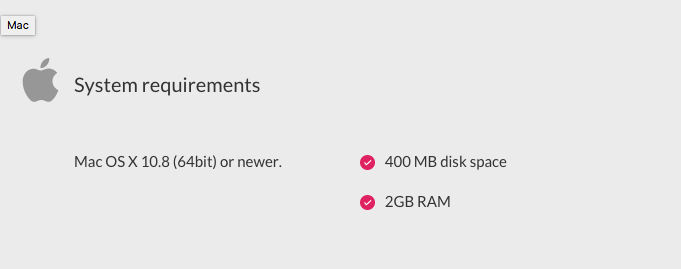 Mac
System requirements
Mac OS X 10.8 (64bit) or newer.
400 MB disk space
2GB RAM